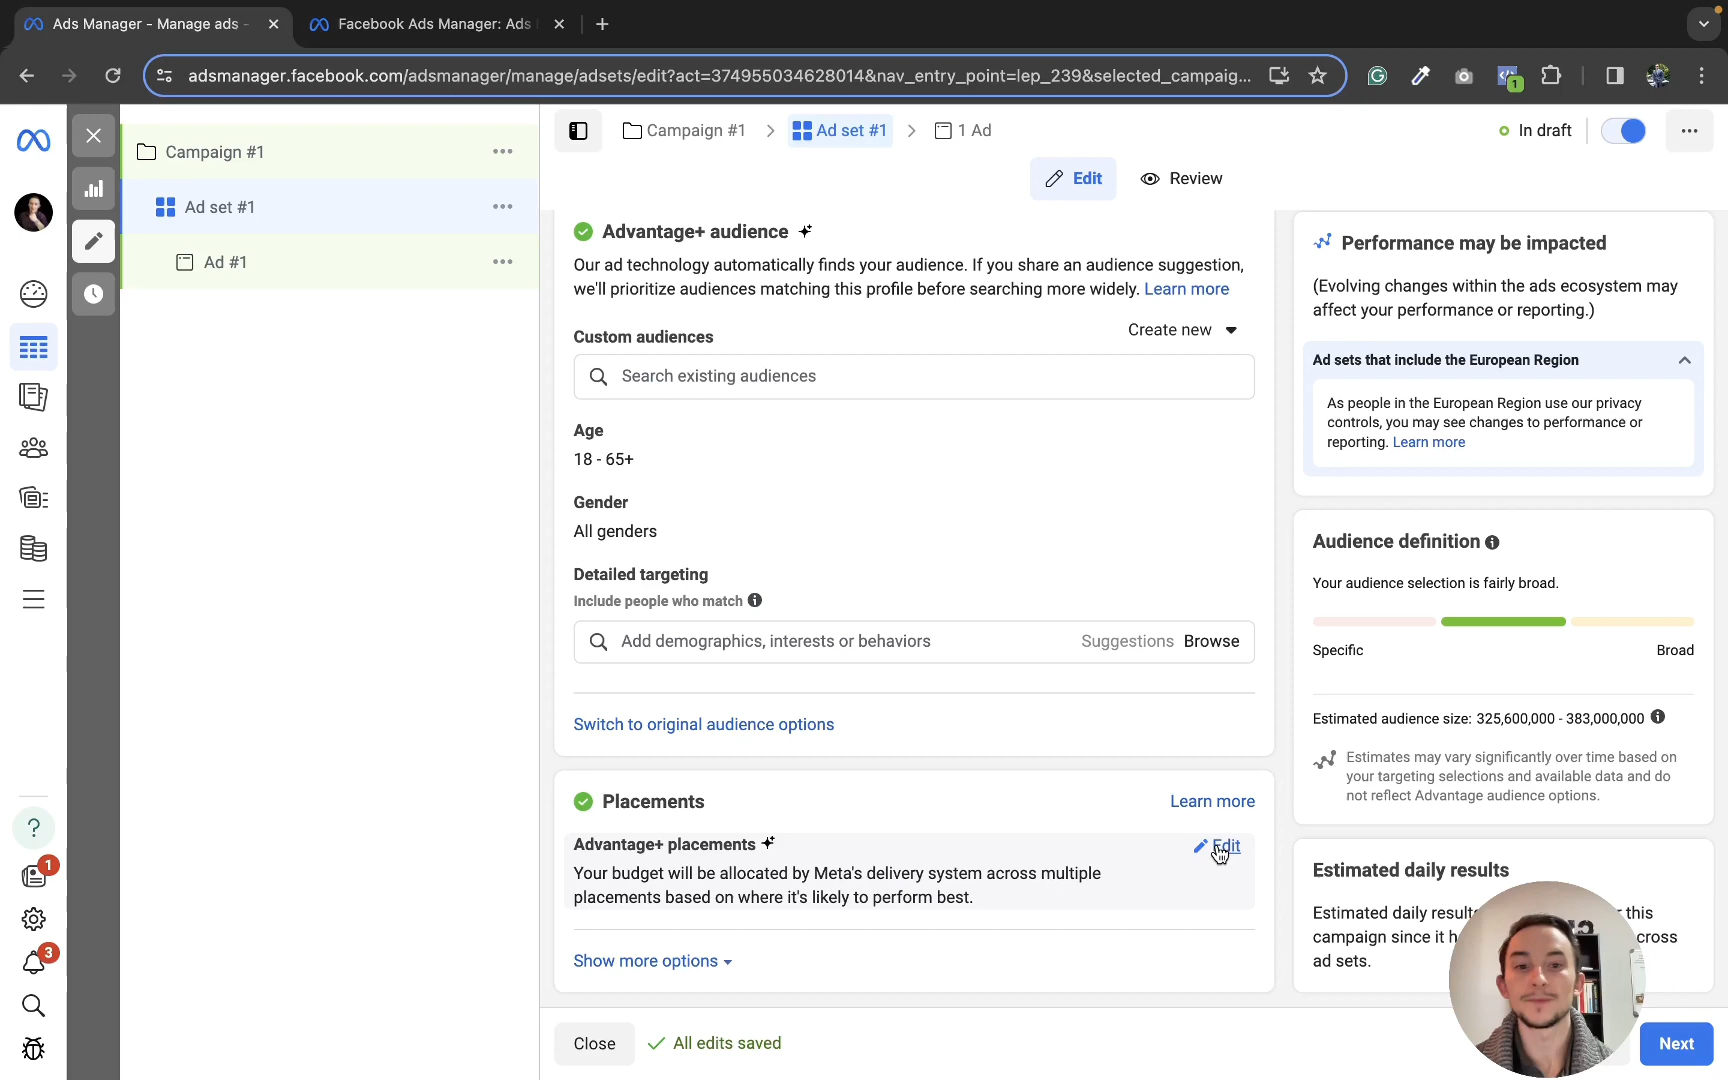 Ads Manager - Manage ads -
Facebook Ads Manager: Ads
adsmanager.facebook.com/adsmanager/manage/adsets/edit?act=374955034628014&nav_entry_point=lep_239&selected_campaig...
1
Campaign #1
Ad set #1
Ad #1
Campaign #1 > Ad set #1 > 1 Ad
In draft
Edit
Review
Advantage+ audience
Our ad technology automatically finds your audience. If you share an audience suggestion,
we'll prioritize audiences matching this profile before searching more widely. Learn more
Custom audiences
Create new
Search existing audiences
Age
18 - 65+
Gender
All genders
Detailed targeting
Include people who match
Add demographics, interests or behaviors
Suggestions
Browse
Switch to original audience options
Placements
Learn more
Advantage+ placements
Edit
Your budget will be allocated by Meta's delivery system across multiple
placements based on where it's likely to perform best.
Show more options
Close
All edits saved
Performance may be impacted
(Evolving changes within the ads ecosystem may
affect your performance or reporting.)
Ad sets that include the European Region
As people in the European Region use our privacy
controls, you may see changes to performance or
reporting. Learn more
Audience definition
Your audience selection is fairly broad.
Specific
Broad
Estimated audience size: 325,600,000 - 383,000,000
Estimates may vary significantly over time based on
your targeting selections and available data and do
not reflect Advantage audience options.
Estimated daily results
Estimated daily results this
campaign since it cross
ad sets.
Next
?
1
3